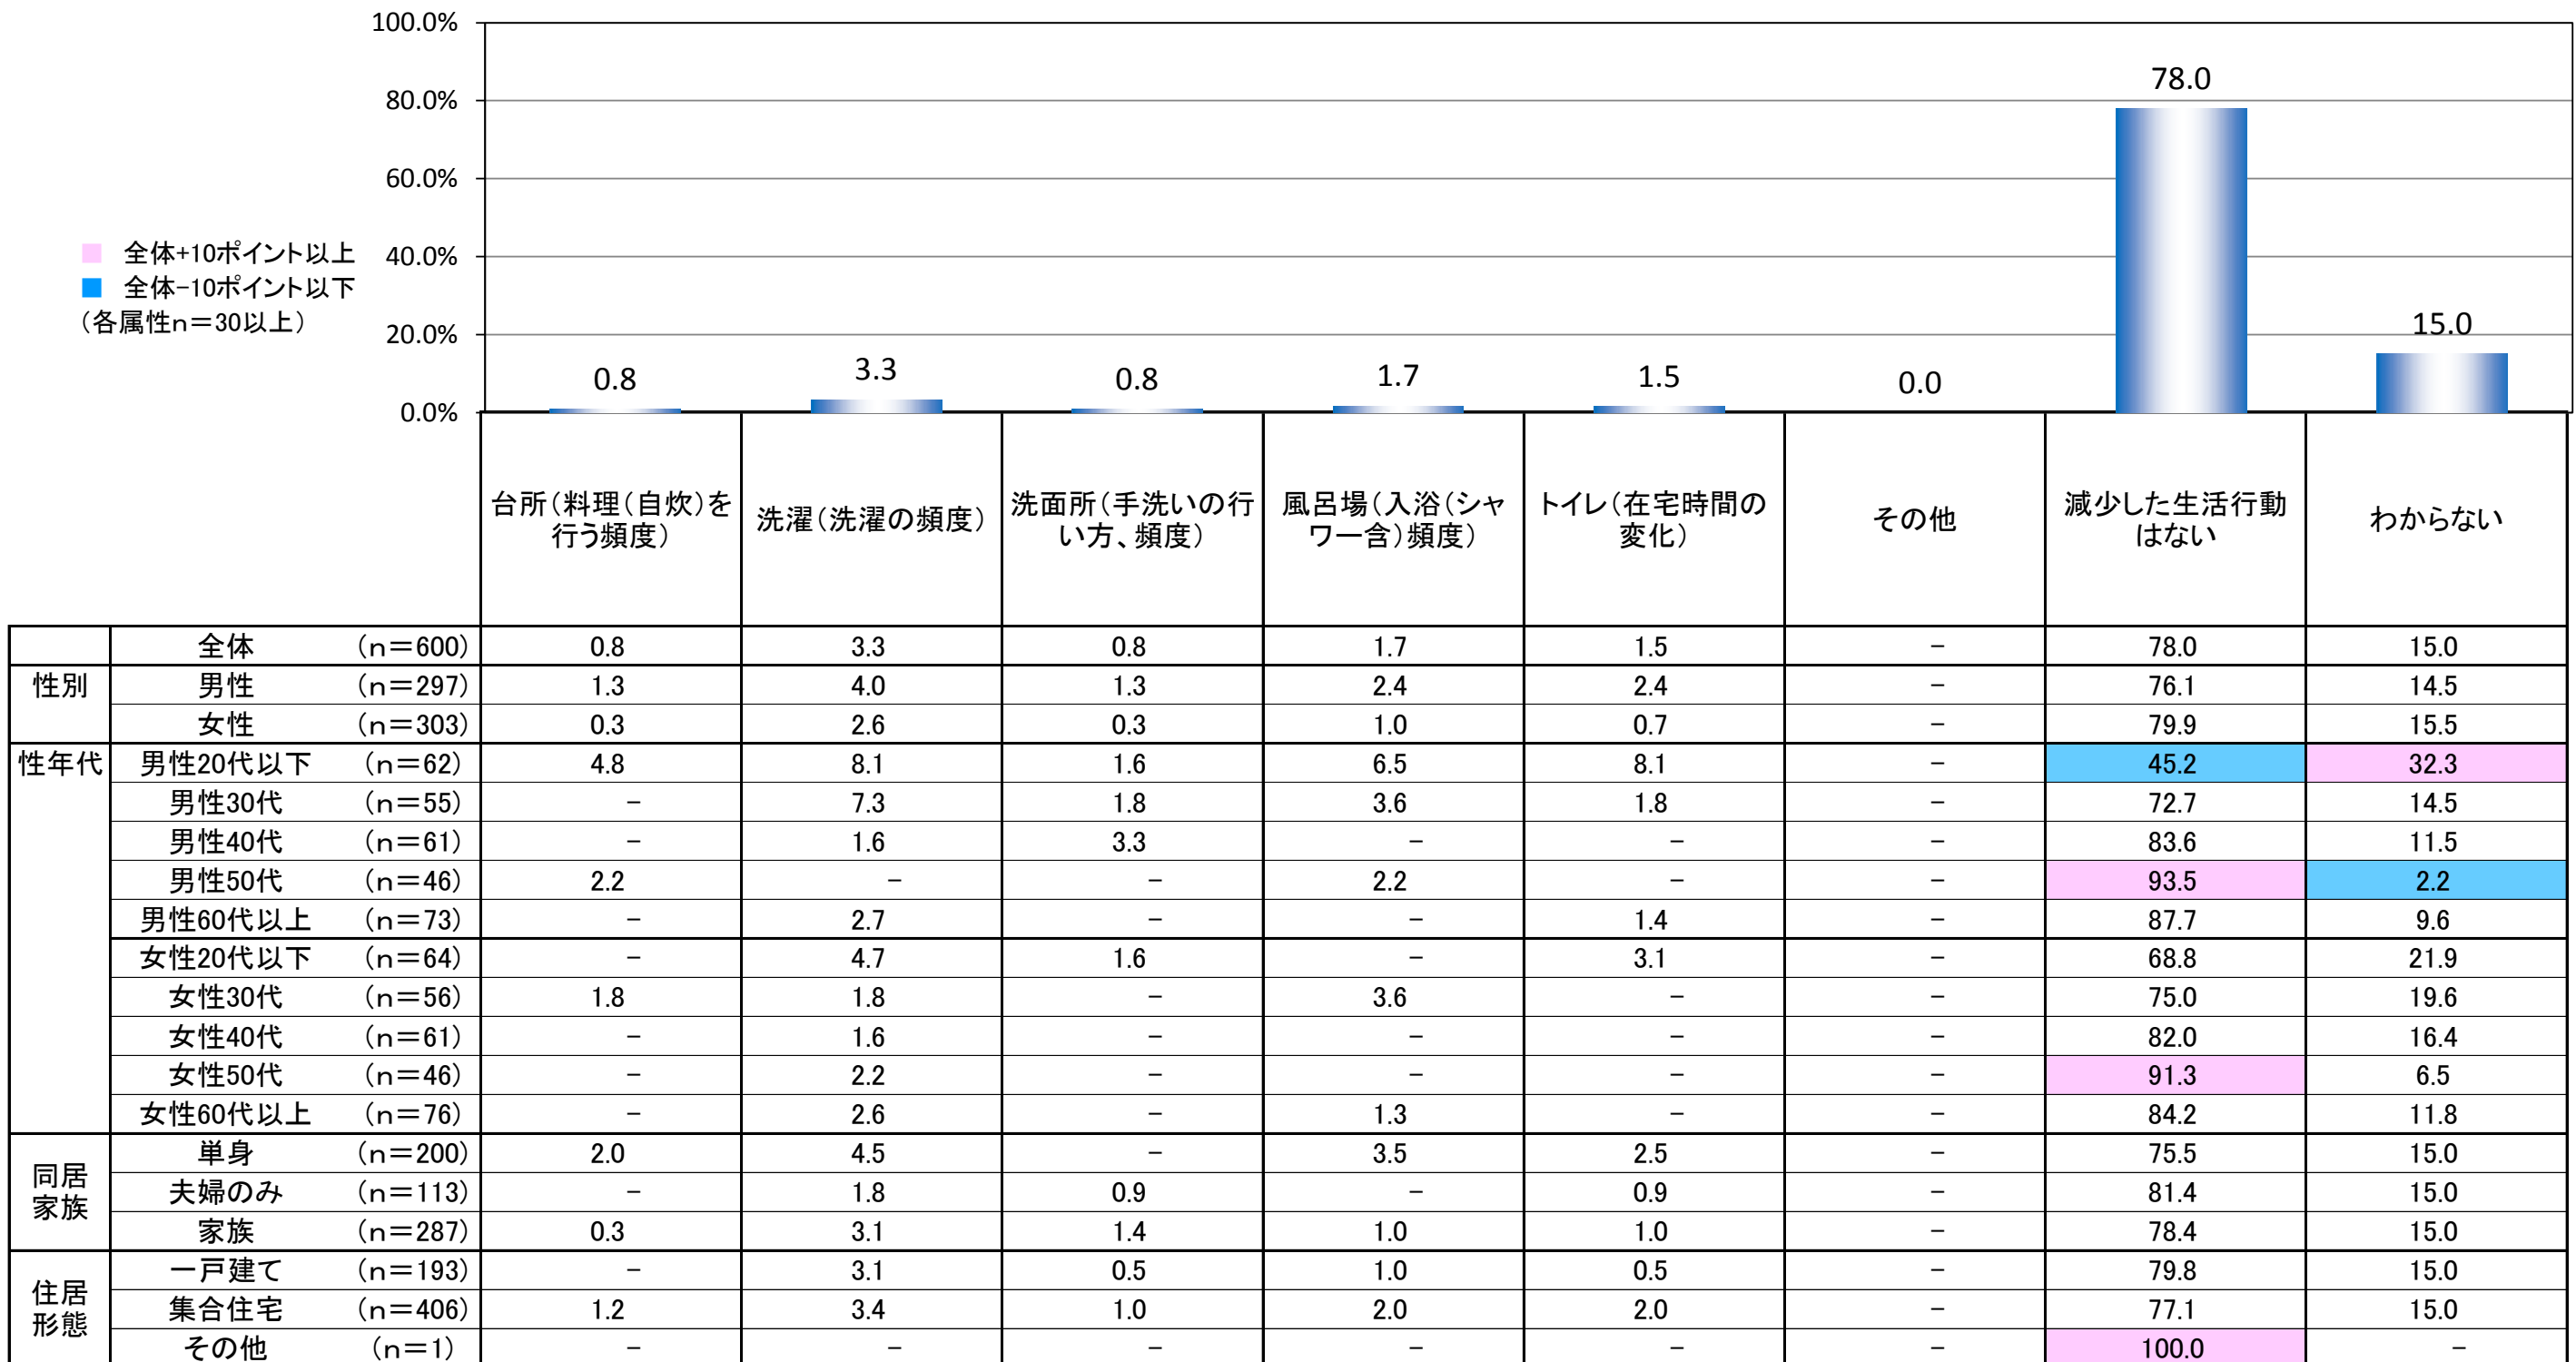 100.0%
80.0%
60.0%
40.0%
20.0%
0.0%
■ 全体+10ポイント以上
■ 全体-10ポイント以下
（各属性n＝30以上）
0.8 3.3 0.8 1.7 1.5 0.0 78.0 15.0
台所（料理（自炊）を
行う頻度）
洗濯（洗濯の頻度）
洗面所（手洗いの行
い方、頻度）
風呂場（入浴（シャ
ワー含）頻度）
トイレ（在宅時間の
変化）
その他
減少した生活行動
はない
わからない
全体 （n＝600） 0.8 3.3 0.8 1.7 1.5 － 78.0 15.0
性別 男性 （n＝297） 1.3 4.0 1.3 2.4 2.4 － 76.1 14.5
女性 （n＝303） 0.3 2.6 0.3 1.0 0.7 － 79.9 15.5
性年代 男性20代以下 （n＝62） 4.8 8.1 1.6 6.5 8.1 － 45.2 32.3
男性30代 （n＝55） － 7.3 1.8 3.6 1.8 － 72.7 14.5
男性40代 （n＝61） － 1.6 3.3 － － － 83.6 11.5
男性50代 （n＝46） 2.2 － － 2.2 － － 93.5 2.2
男性60代以上 （n＝73） － 2.7 － － 1.4 － 87.7 9.6
女性20代以下 （n＝64） － 4.7 1.6 － 3.1 － 68.8 21.9
女性30代 （n＝56） 1.8 1.8 － 3.6 － － 75.0 19.6
女性40代 （n＝61） － 1.6 － － － － 82.0 16.4
女性50代 （n＝46） － 2.2 － － － － 91.3 6.5
女性60代以上 （n＝76） － 2.6 － 1.3 － － 84.2 11.8
同居
家族
単身 （n＝200） 2.0 4.5 － 3.5 2.5 － 75.5 15.0
夫婦のみ （n＝113） － 1.8 0.9 － 0.9 － 81.4 15.0
家族 （n＝287） 0.3 3.1 1.4 1.0 1.0 － 78.4 15.0
住居
形態
一戸建て （n＝193） － 3.1 0.5 1.0 0.5 － 79.8 15.0
集合住宅 （n＝406） 1.2 3.4 1.0 2.0 2.0 － 77.1 15.0
その他 （n＝1） － － － － － － 100.0 －